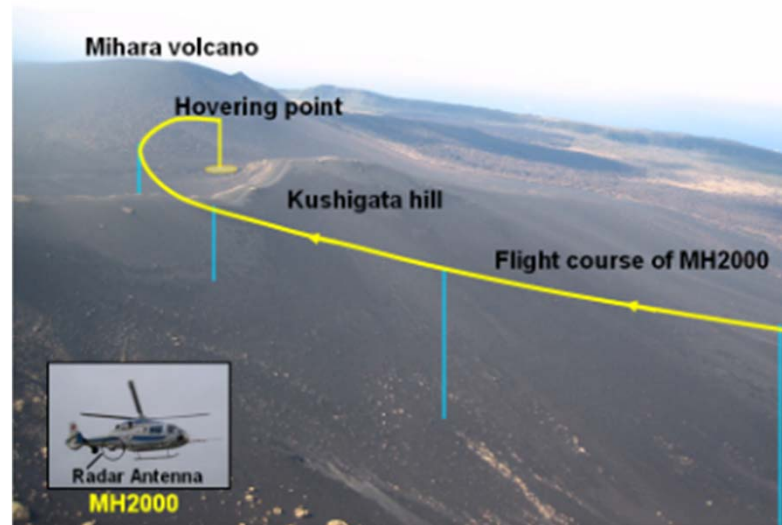 Mihara volcano
Hovering point
Kushigata hill
Flight course of MH2000
Radar Antenna
MH2000